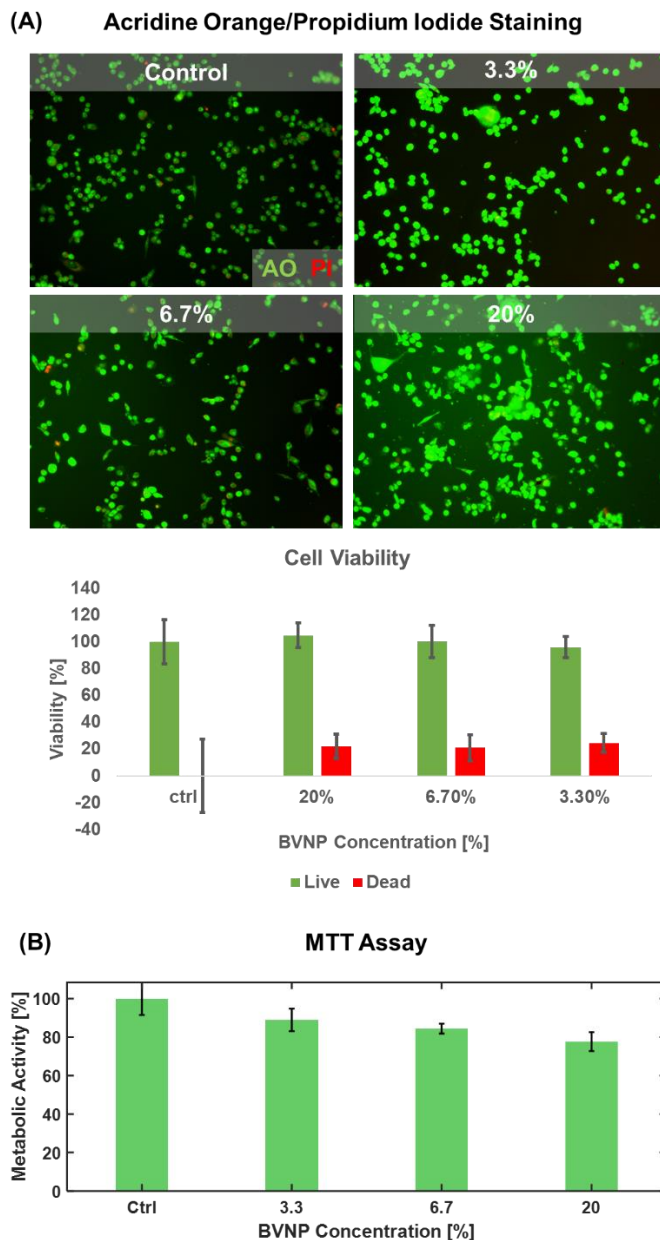 (A) Acridine Orange/Propidium Iodide Staining
Control
3.3%
AO PI
6.7%
20%
Cell Viability
Viability [%]
140
120
100
80
60
40
20
0
-20
-40
ctrl 20% 6.70% 3.30%
BVNP Concentration [%]
Live Dead
(B) MTT Assay
Metabolic Activity [%]
100
80
60
40
20
0
Ctrl 3.3 6.7 20
BVNP Concentration [%]